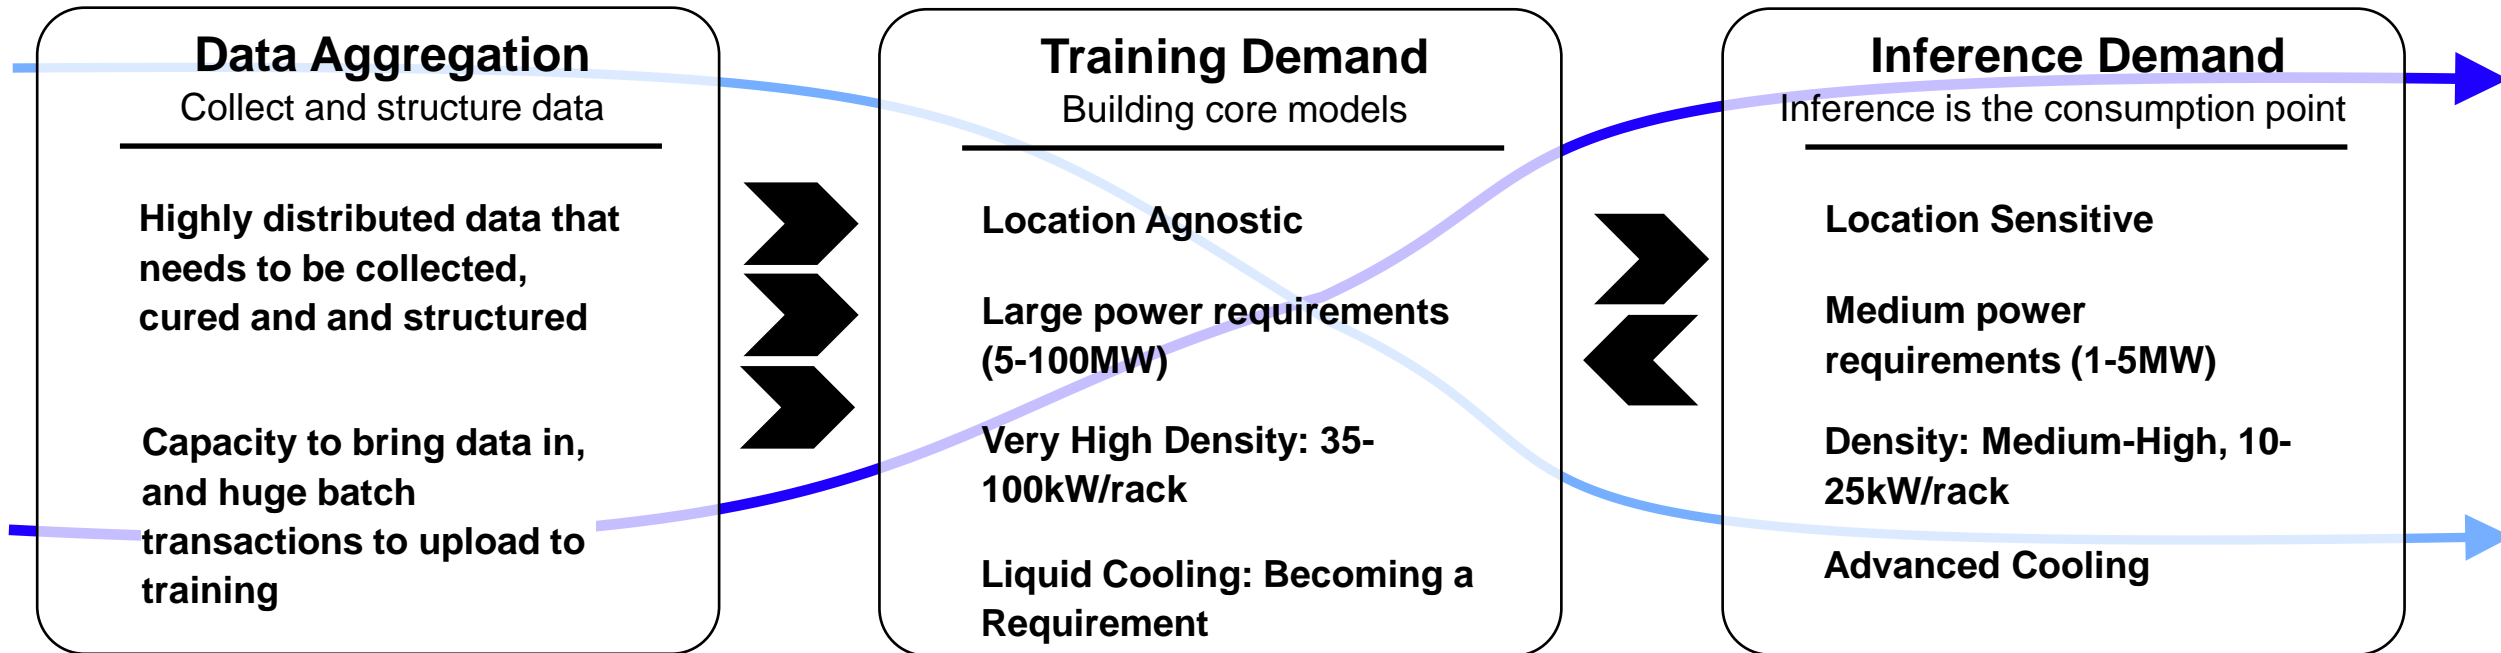 Data Aggregation
Collect and structure data
Highly distributed data that
needs to be collected,
cured and and structured
Capacity to bring data in,
and huge batch
transactions to upload to
training
Training Demand
Building core models
Location Agnostic
Large power requirements
(5-100MW)
Very High Density: 35-
100kW/rack
Liquid Cooling: Becoming a
Requirement
Inference Demand
Inference is the consumption point
Location Sensitive
Medium power
requirements (1-5MW)
Density: Medium-High, 10-
25kW/rack
Advanced Cooling